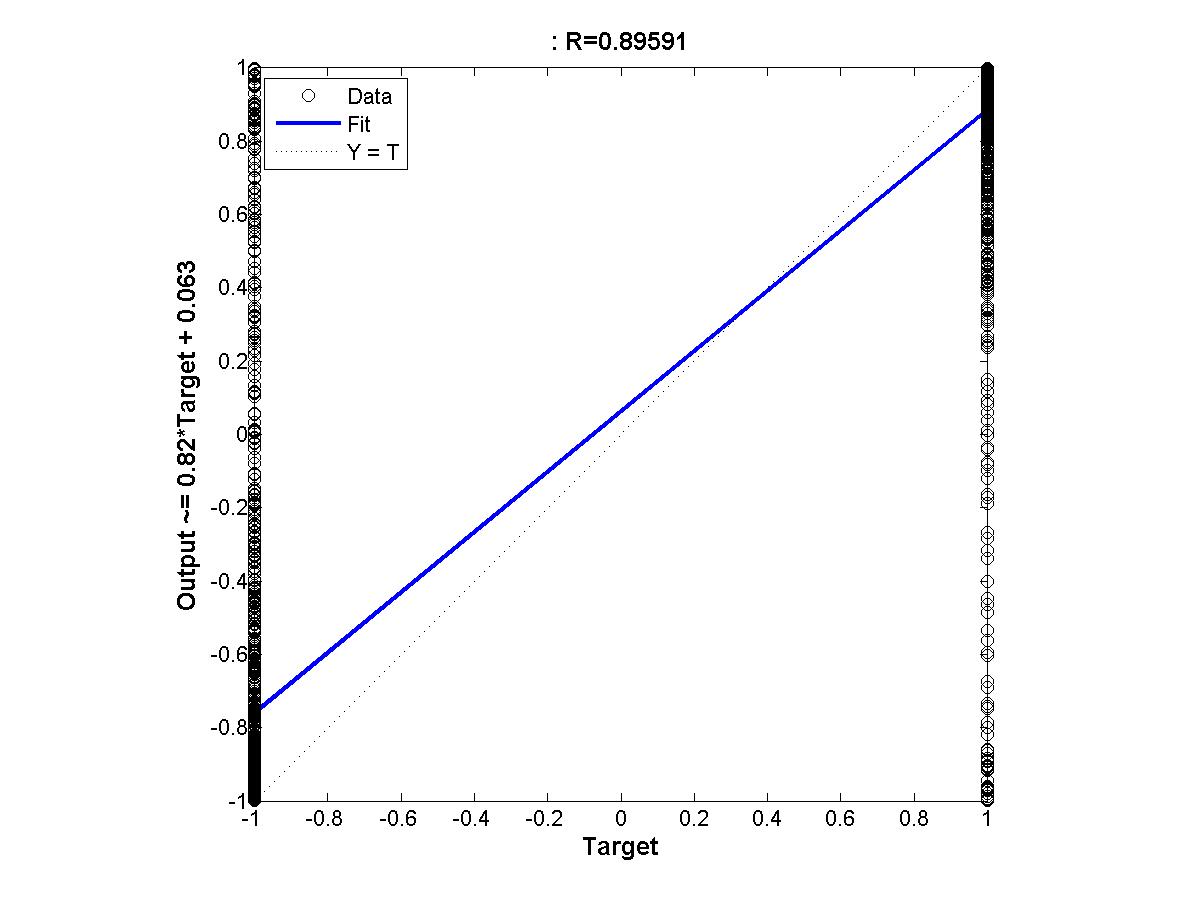 : R=0.89591
Data
Fit
Y = T
Output ~= 0.82*Target + 0.063
1
0.8
0.6
0.4
0.2
0
-0.2
-0.4
-0.6
-0.8
-1
-1 -0.8 -0.6 -0.4 -0.2 0 0.2 0.4 0.6 0.8 1
Target